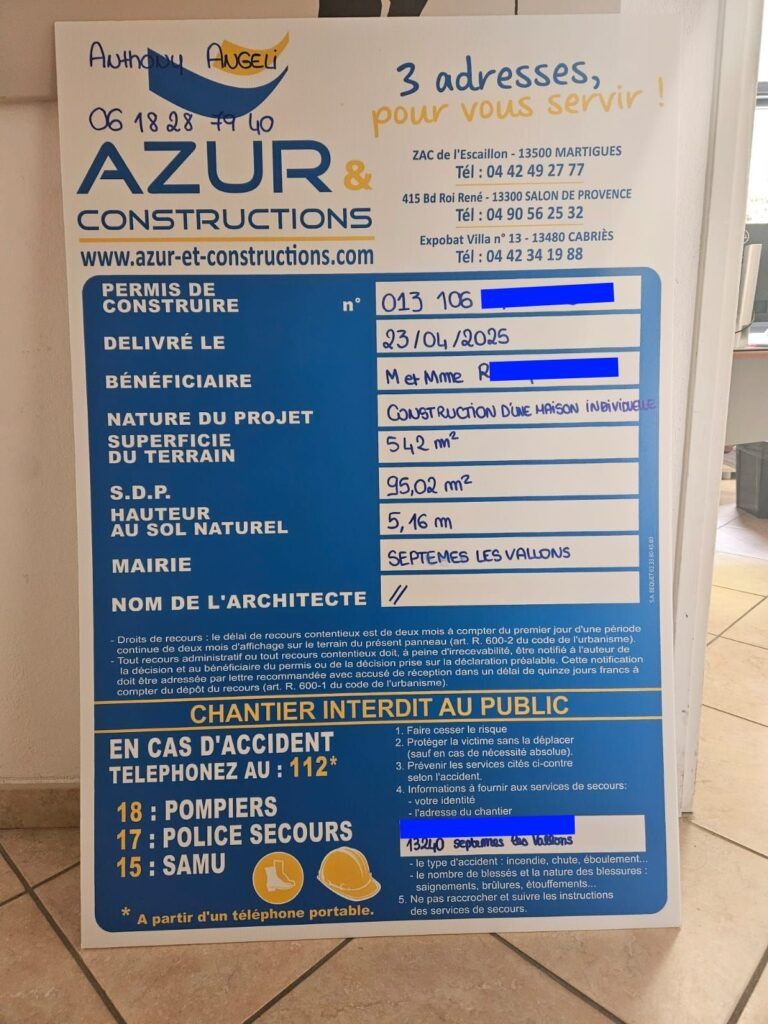 Anthony ANGELI
06 18 28 79 40
AZUR &
CONSTRUCTIONS
www.azur-et-constructions.com
3 adresses,
pour vous servir !
ZAC de l'Escaillon - 13500 MARTIGUES
Tél : 04 42 49 27 77
415 Bd Roi René - 13300 SALON DE PROVENCE
Tél : 04 90 56 25 32
Expobat Villa n° 13 - 13480 CABRIÈS
Tél : 04 42 34 19 88
PERMIS DE
CONSTRUIRE n° 013 106
DELIVRÉ LE 23/04/2025
BÉNÉFICIAIRE M et Mme R
NATURE DU PROJET CONSTRUCTION D'UNE MAISON INDIVIDUELLE
SUPERFICIE
DU TERRAIN 542 m²
S.D.P. 95,02 m²
HAUTEUR
AU SOL NATUREL 5,16 m
MAIRIE SEPTEMES LES VALLONS
NOM DE L'ARCHITECTE //
- Droits de recours : le délai de recours contentieux est de deux mois à compter du premier jour d'une période
continue de deux mois d'affichage sur le terrain du présent panneau (art. R. 600-2 du code de l'urbanisme).
- Tout recours administratif ou tout recours contentieux doit, à peine d'irrecevabilité, être notifié à l'auteur de
la décision et au bénéficiaire du permis ou de la décision prise sur la déclaration préalable. Cette notification
doit être adressée par lettre recommandée avec accusé de réception dans un délai de quinze jours francs à
compter du dépôt du recours (art. R. 600-1 du code de l'urbanisme).
CHANTIER INTERDIT AU PUBLIC
EN CAS D'ACCIDENT
TELEPHONEZ AU : 112*
18 : POMPIERS
17 : POLICE SECOURS
15 : SAMU
* A partir d'un téléphone portable.
1. Faire cesser le risque
2. Protéger la victime sans la déplacer
(sauf en cas de nécessité absolue).
3. Prévenir les services cités ci-contre
selon l'accident.
4. Informations à fournir aux services de secours:
- votre identité
- l'adresse du chantier
13240 septemes les Vallons
- le type d'accident : incendie, chute, éboulement...
- le nombre de blessés et la nature des blessures :
saignements, brûlures, étouffements...
5. Ne pas raccrocher et suivre les instructions
des services de secours.